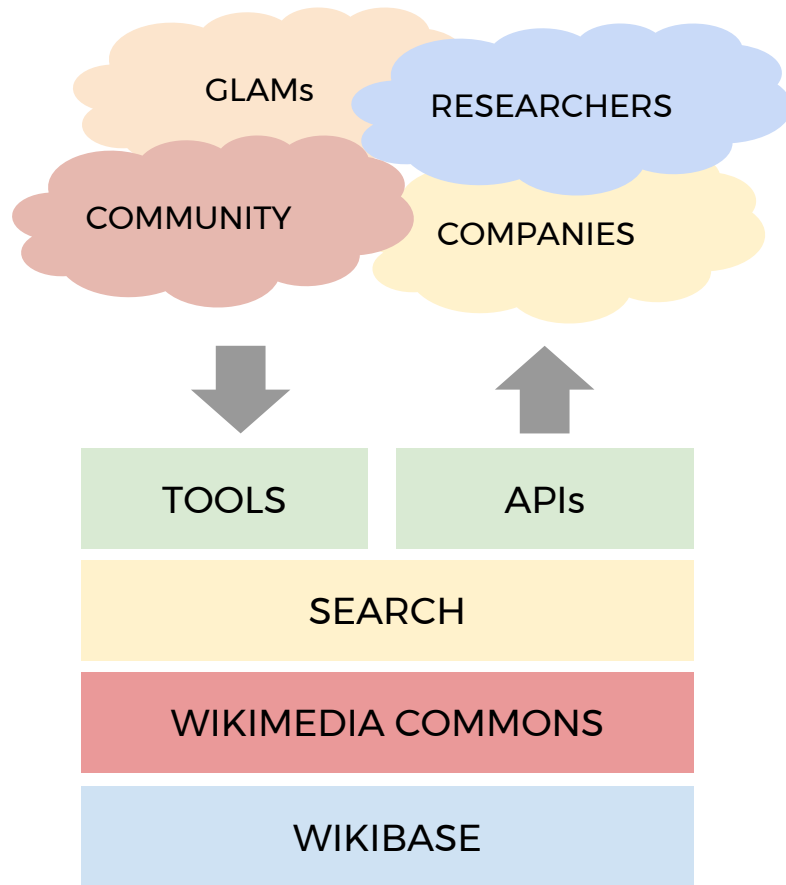 GLAMs
RESEARCHERS
COMMUNITY
COMPANIES
TOOLS
APIs
SEARCH
WIKIMEDIA COMMONS
WIKIBASE